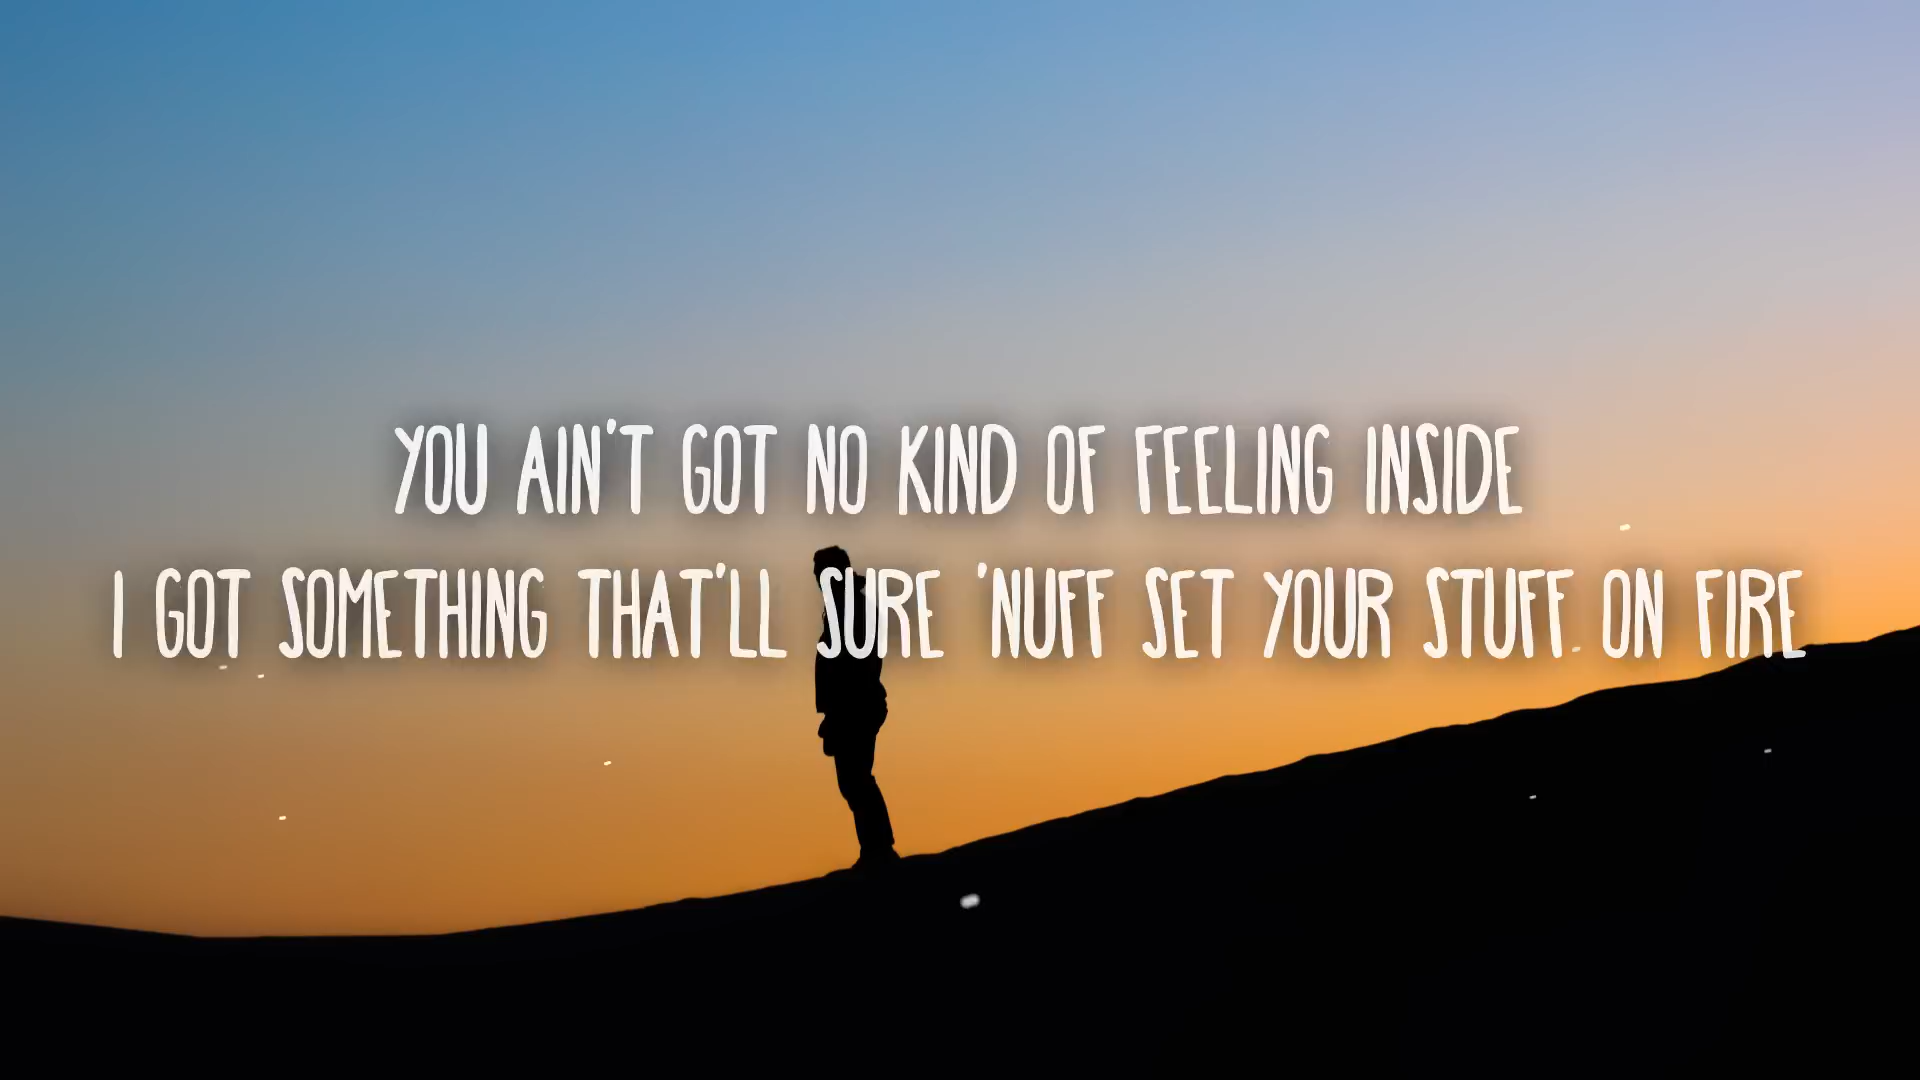 YOU AIN'T GOT NO KIND OF FEELING INSIDE
I GOT SOMETHING THAT'LL SURE 'NUFF SET YOUR STUFF ON FIRE